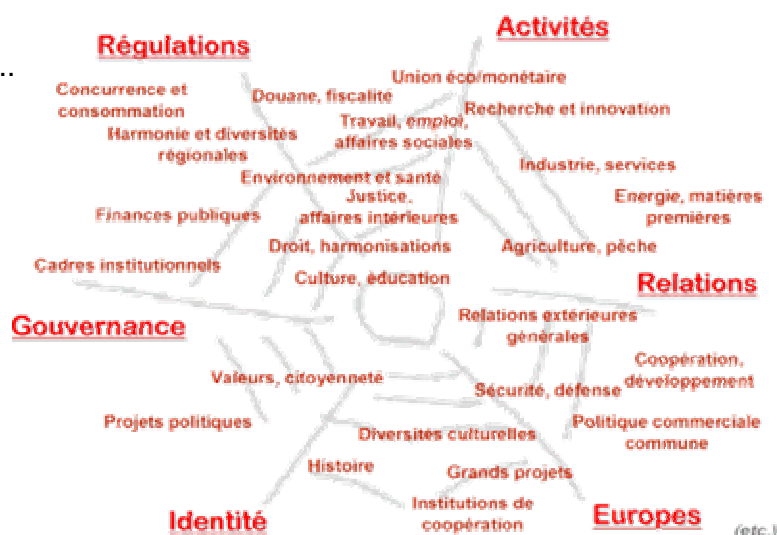 Activités
Régulations
..
Union éco/monétaire
Concurrence et
consommation
Douane, fiscalité
Recherche et innovation
Travail, emploi,
affaires sociales
Harmonie et diversités
régionales
Industrie, services
Environnement et santé
Energie, matières
premières
Justice,
affaires intérieures
Finances publiques
Droit, harmonisations
Agriculture, pêche
Cadres institutionnels
Culture, éducation
Relations
Gouvernance
Relations extérieures
générales
Coopération,
développement
Valeurs, citoyenneté
Sécurité, défense
Projets politiques
Politique commerciale
commune
Diversités culturelles
Histoire
Grands projets
Institutions de
coopération
Identité
Europes
(etc.)